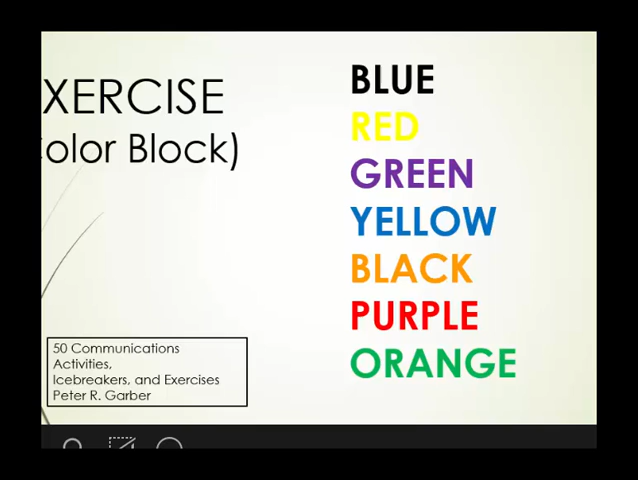 XERCISE
olor Block)
BLUE
RED
GREEN
YELLOW
BLACK
PURPLE
ORANGE
50 Communications
Activities,
Icebreakers, and Exercises
Peter R. Garber